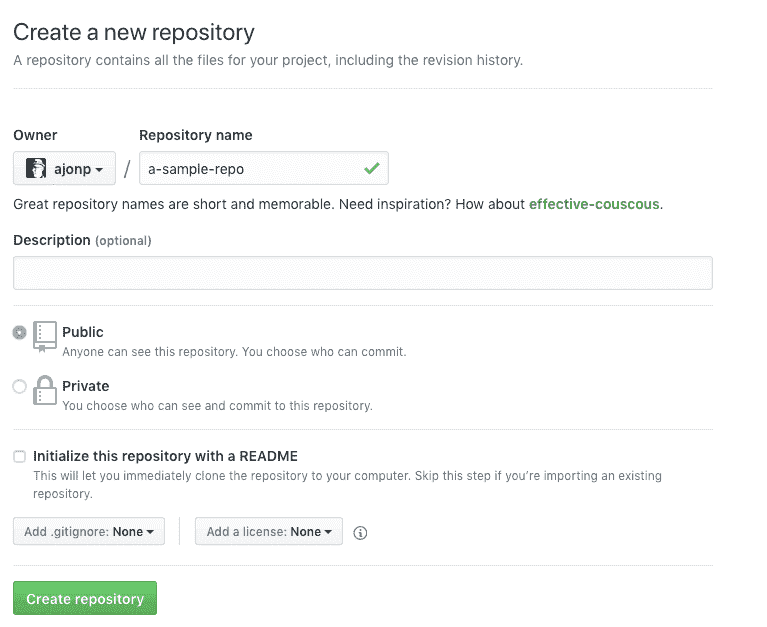 Create a new repository
A repository contains all the files for your project, including the revision history.
Owner
Repository name
ajonp / a-sample-repo
Great repository names are short and memorable. Need inspiration? How about effective-couscous.
Description (optional)
Public
Anyone can see this repository. You choose who can commit.
Private
You choose who can see and commit to this repository.
Initialize this repository with a README
This will let you immediately clone the repository to your computer. Skip this step if you’re importing an existing
repository.
Add .gitignore: None
Add a license: None
Create repository